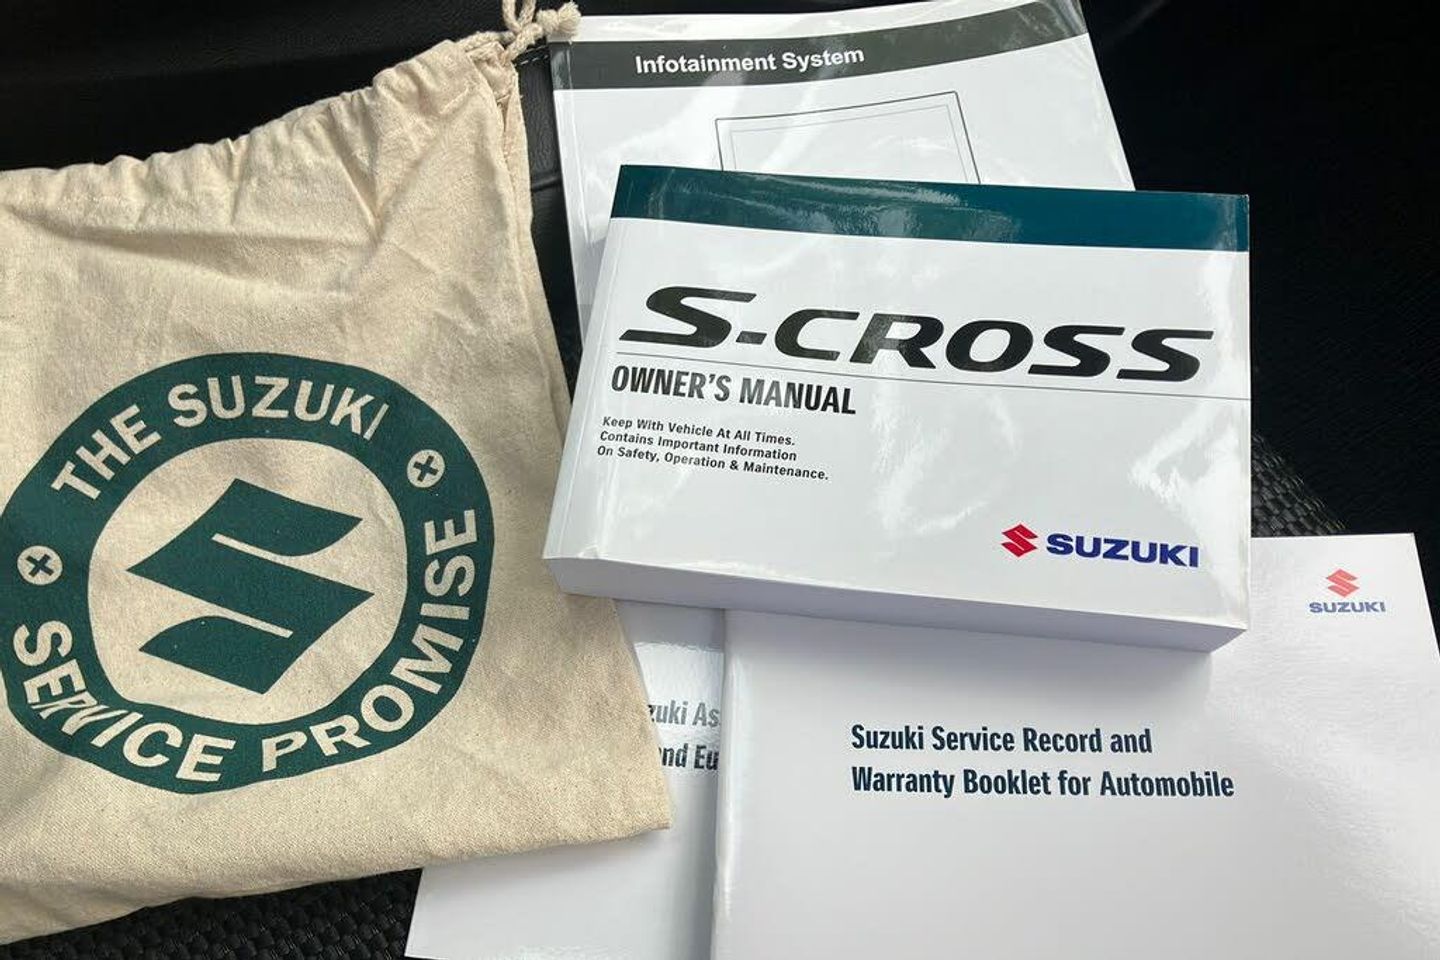 Infotainment System
S-CROSS
OWNER'S MANUAL
Keep With Vehicle At All Times.
Contains Important Information
On Safety, Operation & Maintenance.
SUZUKI
THE SUZUKI
SERVICE PROMISE
SUZUKI
Suzuki Service Record and
Warranty Booklet for Automobile